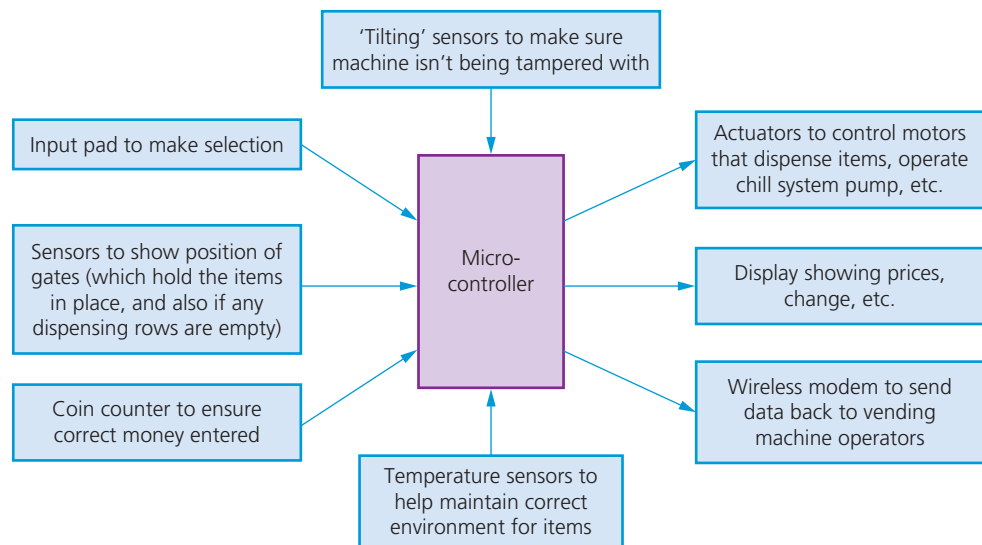 ‘Tilting’ sensors to make sure
machine isn’t being tampered with
Input pad to make selection
Actuators to control motors
that dispense items, operate
chill system pump, etc.
Sensors to show position of
gates (which hold the items
in place, and also if any
dispensing rows are empty)
Micro-
controller
Display showing prices,
change, etc.
Coin counter to ensure
correct money entered
Wireless modem to send
data back to vending
machine operators
Temperature sensors to
help maintain correct
environment for items